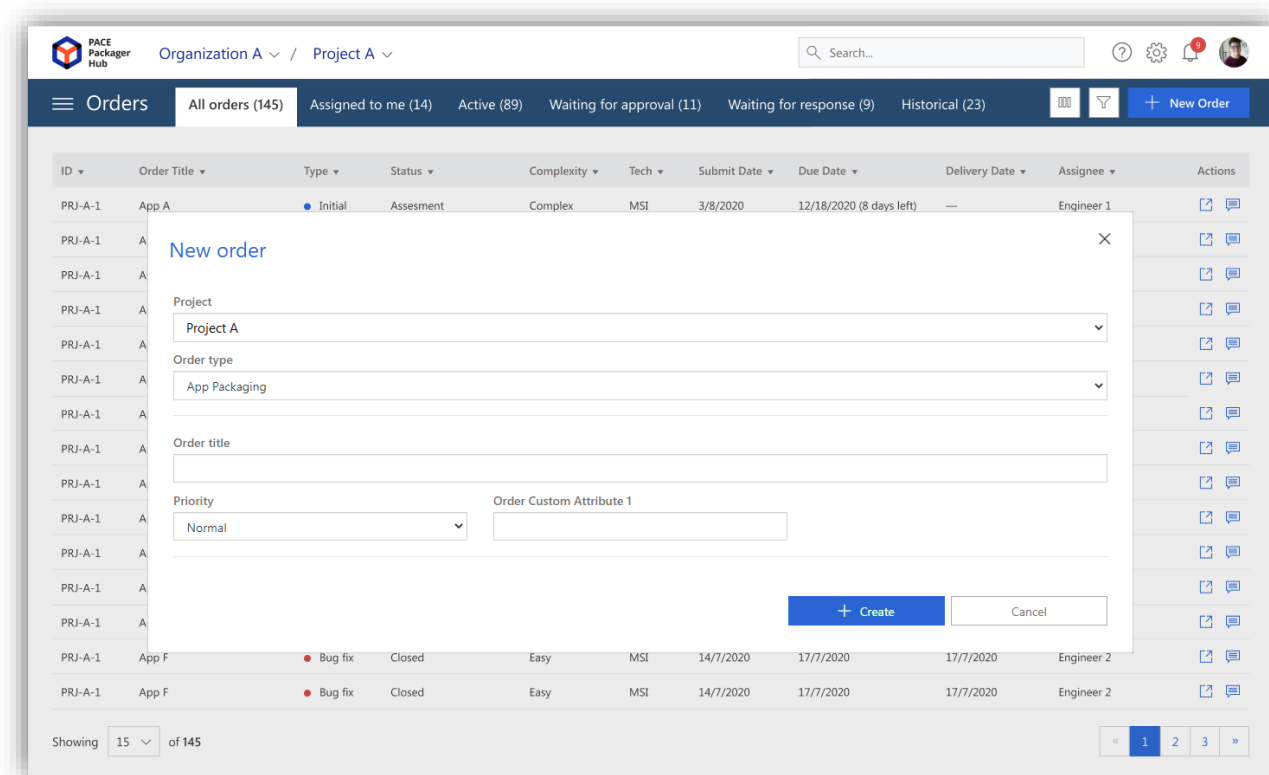 PACE
Packager
Hub
Organization A / Project A
Search...
9
Orders
All orders (145)
Assigned to me (14)
Active (89)
Waiting for approval (11)
Waiting for response (9)
Historical (23)
+ New Order
ID Order Title Type Status Complexity Tech Submit Date Due Date Delivery Date Assignee Actions
PRJ-A-1 App A Initial Assesment Complex MSI 3/8/2020 12/18/2020 (8 days left) — Engineer 1
PRJ-A-1 A
PRJ-A-1 A
PRJ-A-1 A
PRJ-A-1 A
PRJ-A-1 A
PRJ-A-1 A
PRJ-A-1 A
PRJ-A-1 A
PRJ-A-1 A
PRJ-A-1 A
PRJ-A-1 A
PRJ-A-1 A
New order
Project
Project A
Order type
App Packaging
Order title
Priority Order Custom Attribute 1
Normal
+ Create Cancel
PRJ-A-1 App F Bug fix Closed Easy MSI 14/7/2020 17/7/2020 17/7/2020 Engineer 2
PRJ-A-1 App F Bug fix Closed Easy MSI 14/7/2020 17/7/2020 17/7/2020 Engineer 2
Showing 15 of 145
« 1 2 3 »